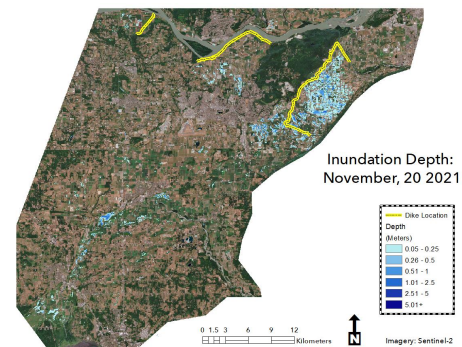 Inundation Depth:
November, 20 2021
Dike Location
Depth
(Meters)
0.05 - 0.25
0.26 - 0.5
0.51 - 1
1.01 - 2.5
2.51 - 5
5.01+
0 1.5 3 6 9 12
Kilometers
N
Imagery: Sentinel-2